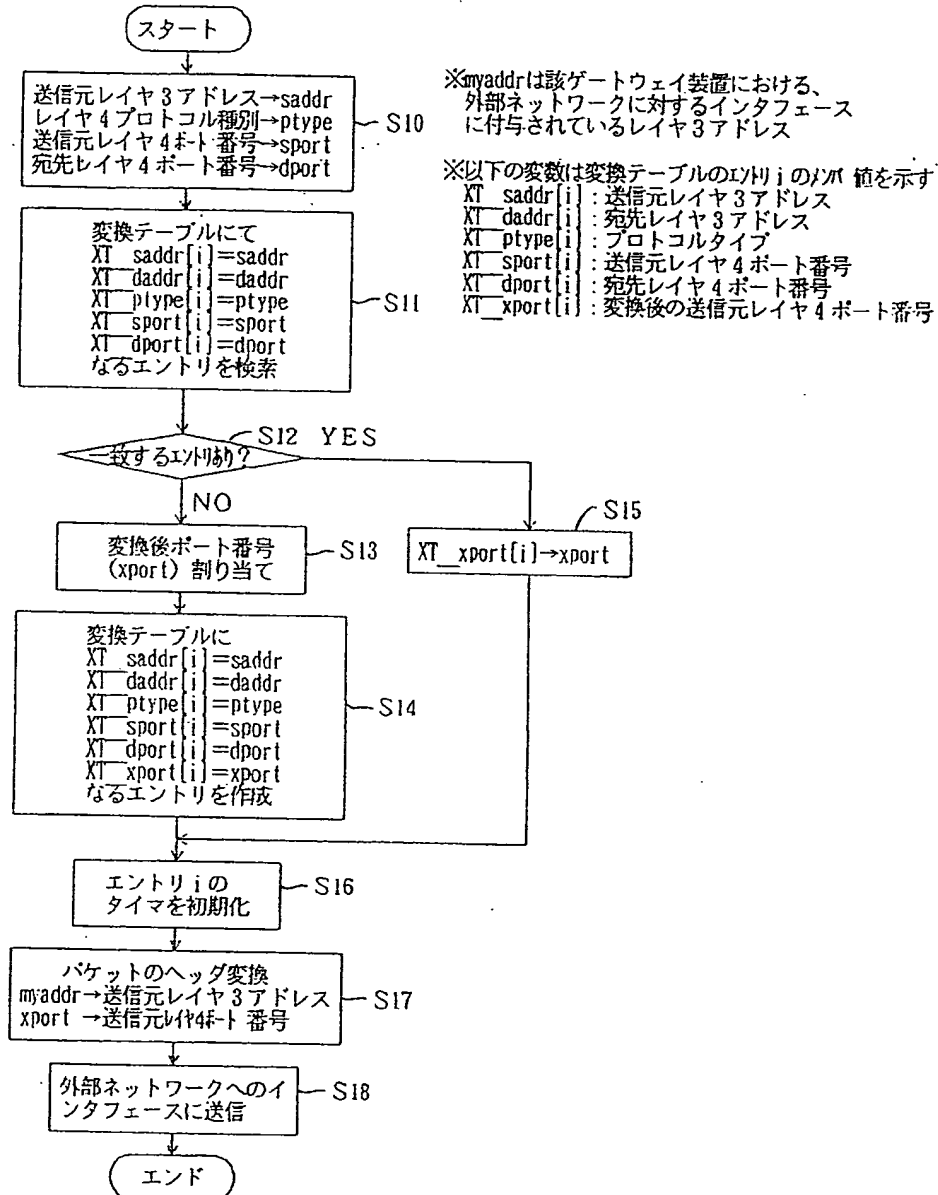 スタート
送信元レイヤ3アドレス→saddr
レイヤ4プロトコル種別→ptype
送信元レイヤ4ポート番号→sport
宛先レイヤ4ポート番号→dport
S10
※myaddrは該ゲートウェイ装置における、
外部ネットワークに対するインタフェース
に付与されているレイヤ3アドレス
※以下の変数は変換テーブルのエントリiのメンバ値を示す
XT_saddr[i]:送信元レイヤ3アドレス
XT_daddr[i]:宛先レイヤ3アドレス
XT_ptype[i]:プロトコルタイプ
XT_sport[i]:送信元レイヤ4ポート番号
XT_dport[i]:宛先レイヤ4ポート番号
XT_xport[i]:変換後の送信元レイヤ4ポート番号
変換テーブルにて
XT_saddr[i]=saddr
XT_daddr[i]=daddr
XT_ptype[i]=ptype
XT_sport[i]=sport
XT_dport[i]=dport
なるエントリを検索
S11
S12 YES
一致するエントリあり?
NO
変換後ポート番号
(xport)割り当て
S13
S15
XT_xport[i]→xport
変換テーブルに
XT_saddr[i]=saddr
XT_daddr[i]=daddr
XT_ptype[i]=ptype
XT_sport[i]=sport
XT_dport[i]=dport
XT_xport[i]=xport
なるエントリを作成
S14
エントリiの
タイマを初期化
S16
パケットのヘッダ変換
myaddr→送信元レイヤ3アドレス
xport→送信元レイヤ4ポート番号
S17
外部ネットワークへのイ
ンタフェースに送信
S18
エンド